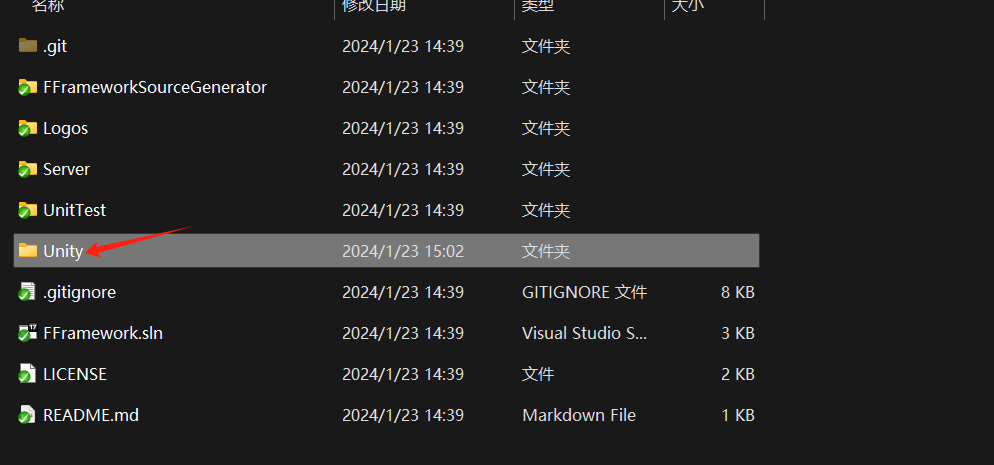 名称 修改日期 类型 大小
.git 2024/1/23 14:39 文件夹
FFrameworkSourceGenerator 2024/1/23 14:39 文件夹
Logos 2024/1/23 14:39 文件夹
Server 2024/1/23 14:39 文件夹
UnitTest 2024/1/23 14:39 文件夹
Unity 2024/1/23 15:02 文件夹
.gitignore 2024/1/23 14:39 GITIGNORE 文件 8 KB
FFramework.sln 2024/1/23 14:39 Visual Studio S... 3 KB
LICENSE 2024/1/23 14:39 文件 2 KB
README.md 2024/1/23 14:39 Markdown File 1 KB